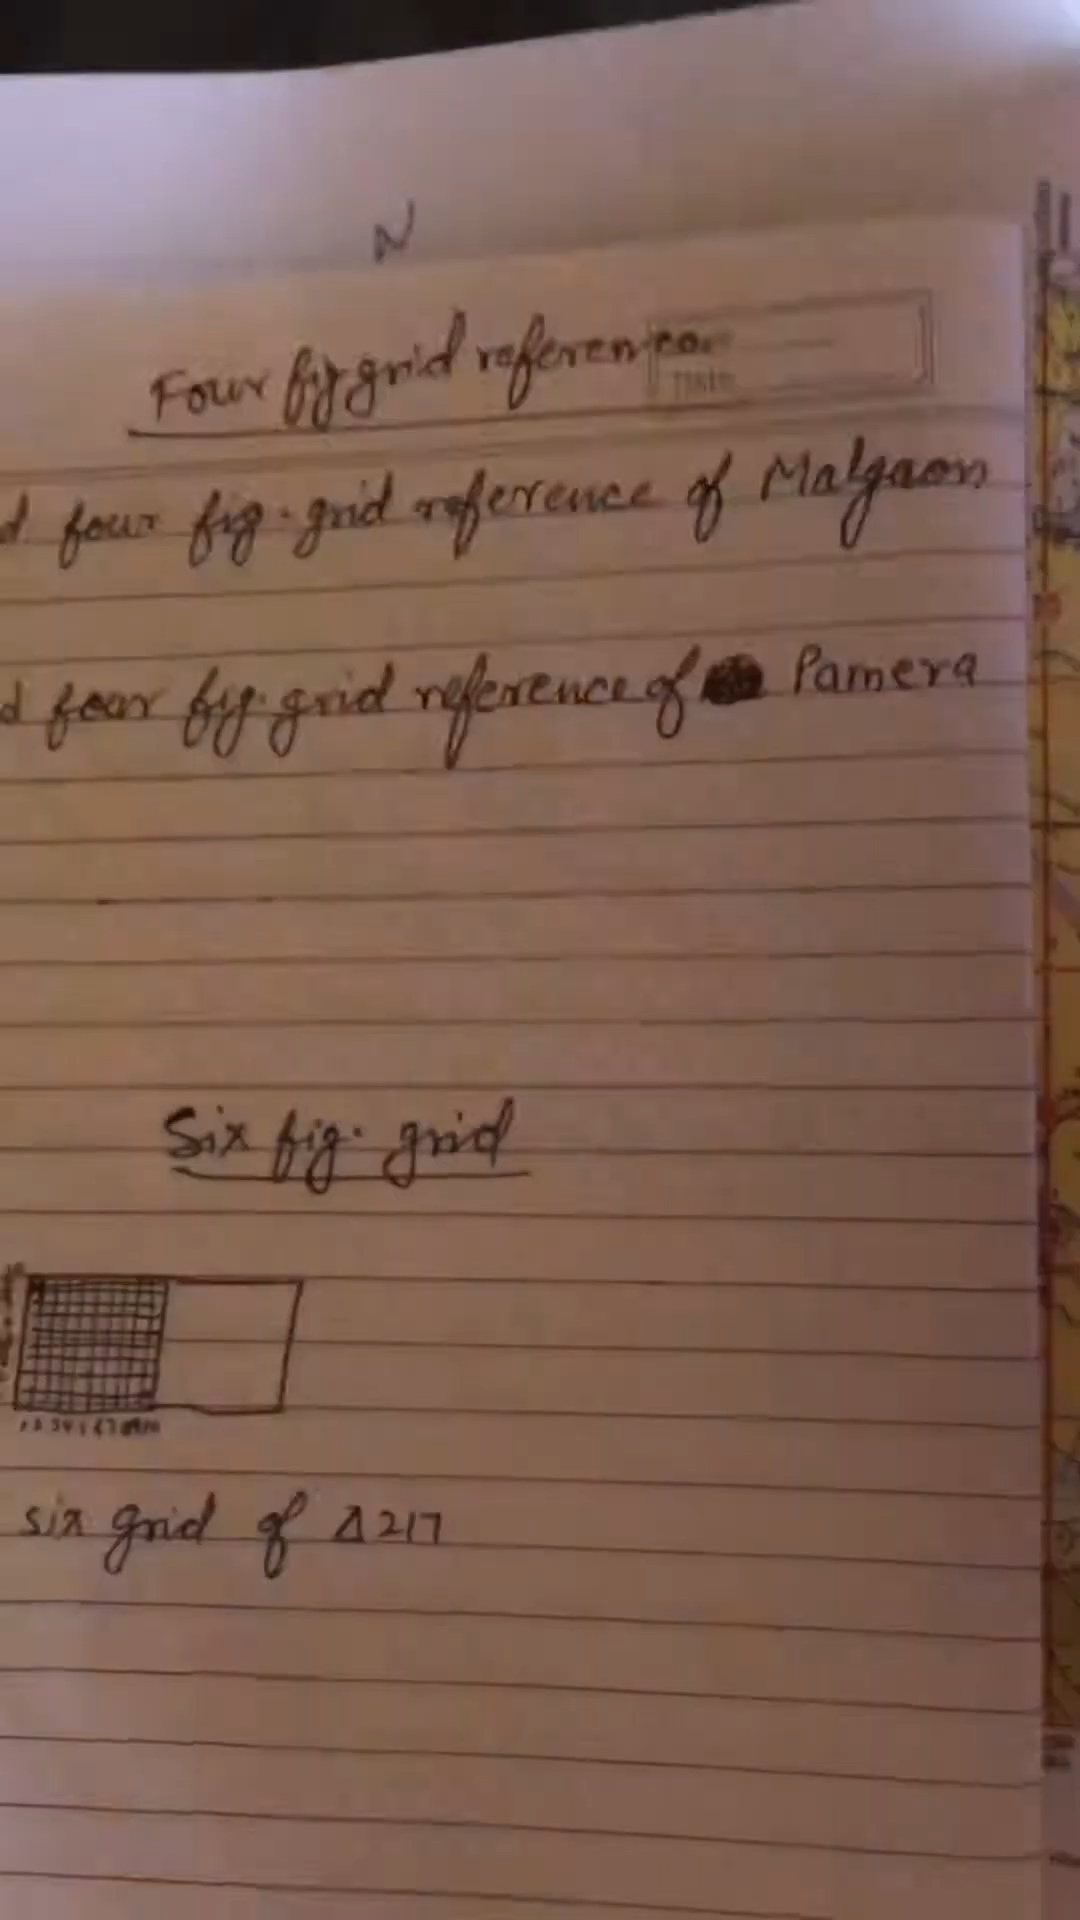 N
Four fig grid reference.
d four fig. grid reference of Malgaon
d four fig. grid reference of Pamera
Six fig. grid
six grid of Δ217